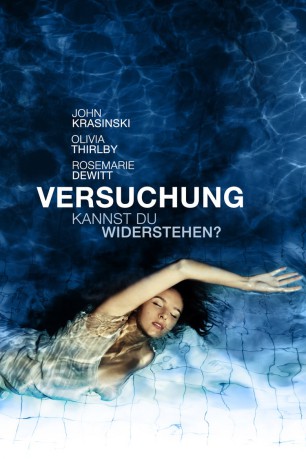 JOHN
KRASINSKI
OLIVIA
THIRLBY
ROSEMARIE
DEWITT
VERSUCHUNG
KANNST DU
WIDERSTEHEN?